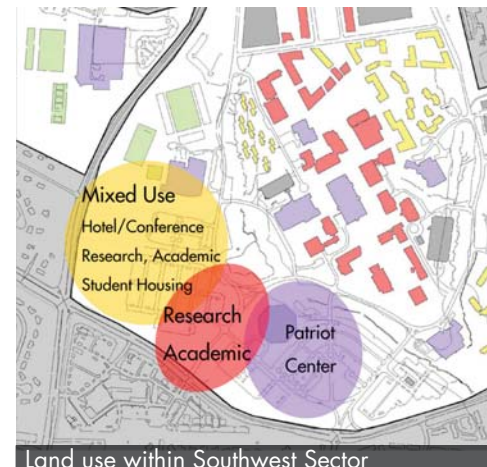 Mixed Use
Hotel/Conference
Research, Academic
Student Housing
Research
Academic
Patriot
Center
Land use within Southwest Sector